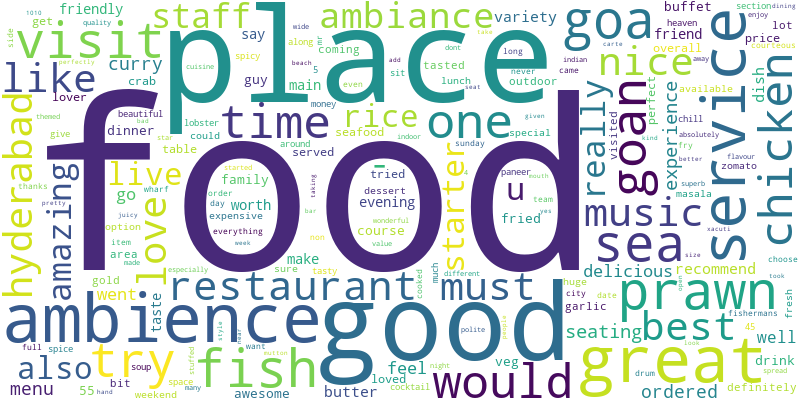 food
place
good
ambience
service
great
prawn
chicken
goan
goa
fish
restaurant
visit
time
one
must
would
try
sea
music
best
nice
staff
ambiance
rice
starter
hyderabad
amazing
love
live
like
also
really
u
experience
delicious
recommend
seating
ordered
well
drink
definitely
feel
loved
veg
butter
garlic
huge
menu
55
bit
went
gold
taste
awesome
weekend
soup
cocktail
night
friendly
get
quality
1010
side
curry
crab
lover
dinner
beautiful
bad
guy
say
coming
main
table
could
served
star
seafood
around
lobster
cuisine
spicy
beach
along
mr
wide
variety
tasted
sit
5
even
money
lunch
add
seat
indoor
given
special
sunday
outdoor
never
long
dont
fake
came
indian
buffet
friend
overall
heaven
carte
price
lot
section
dining
enjoy
courteous
away
available
dish
perfect
visited
chill
absolutely
kind
fry
better
zomato
flavour
masala
superb
xacuti
size
choose
took
open
fresh
fishermans
45
look
spread
drum
date
city
family
go
worth
expensive
order
day
everything
week
started
taking
bar
tried
dessert
evening
course
value
wonderful
4
paneer
mouth
fried
team
yes
different
much
cooked
make
sure
tasty
non
especially
option
item
area
made
juicy
wharf
pretty
thanks
give
themed
perfectly
full
spice
hand
many
space
stuffed
style
want
mutton
polite
people